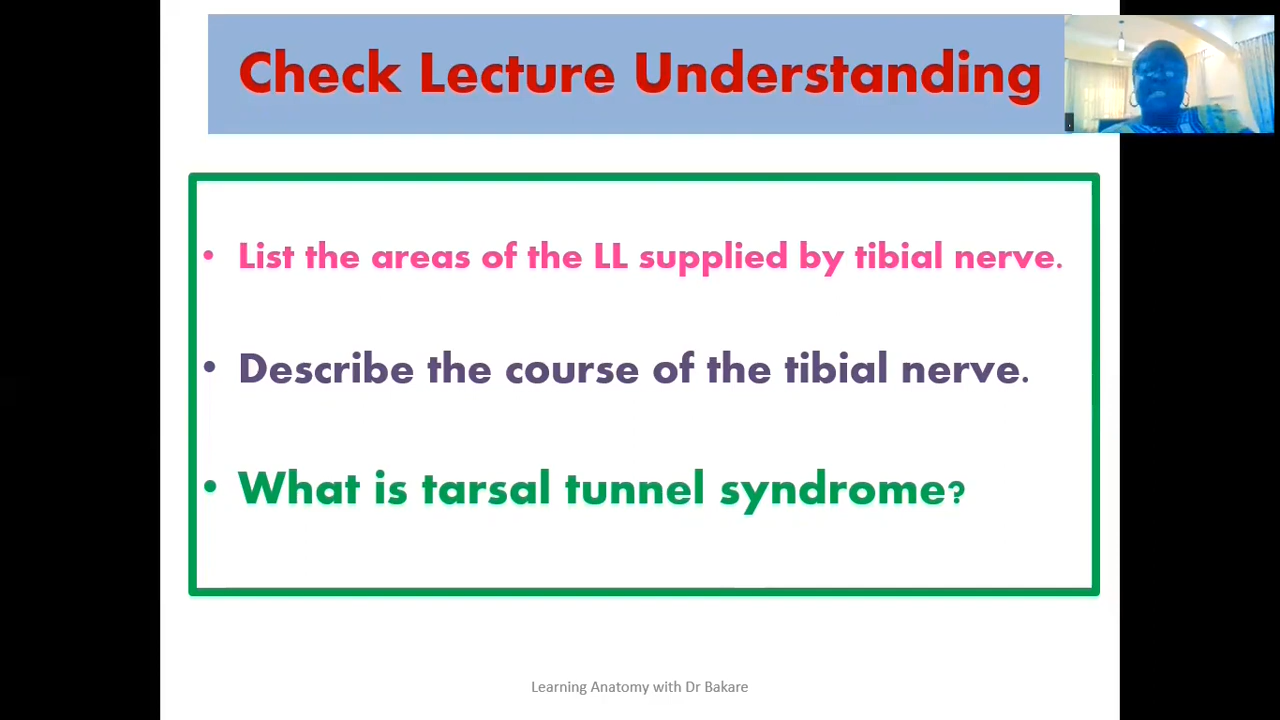 Check Lecture Understanding
• List the areas of the LL supplied by tibial nerve.
• Describe the course of the tibial nerve.
• What is tarsal tunnel syndrome?
Learning Anatomy with Dr Bakare